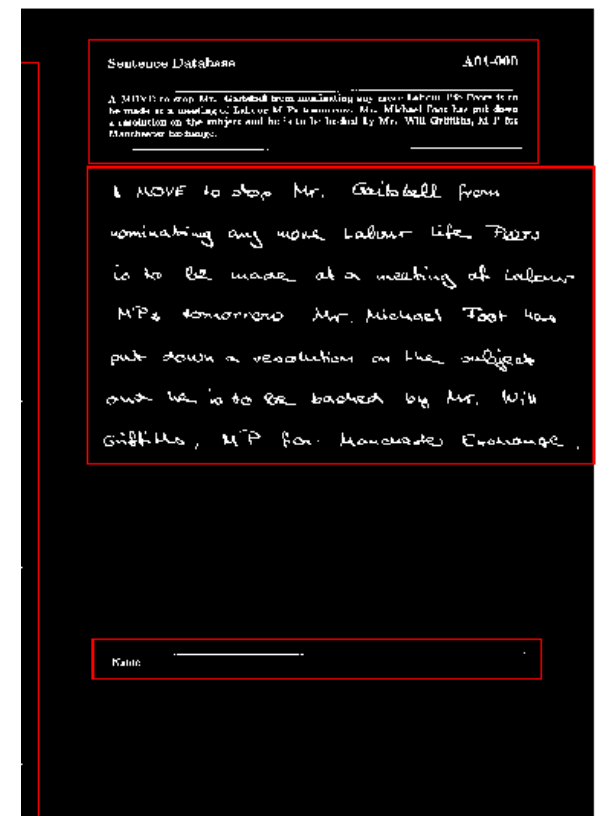 Sentence Database A01-000
A MOVE to stop Mr. Gaitskell from nominating any more Labour Life Peers is to
be made at a meeting of Labour M Ps tomorrow. Mr. Michael Foot has put down
a resolution on the subject and he is to be backed by Mr. Will Griffiths, M P for
Manchester Exchange.
A MOVE to stop Mr. Gaitskell from
nominating any more Labour Life Peers
is to be made at a meeting of Labour
MPs tomorrow Mr. Michael Foot has
put down a resolution on the subject
and he is to be backed by Mr. Will
Griffiths, MP for Manchester Exchange.
Name